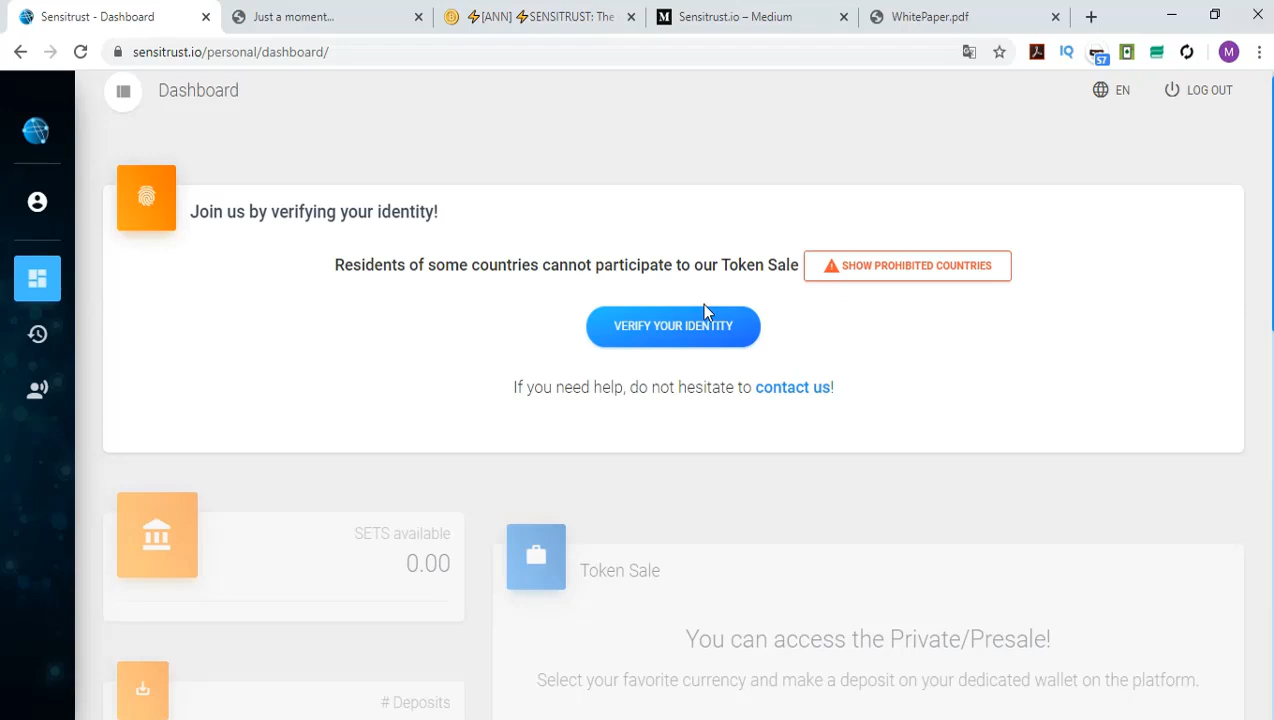 Sensitrust - Dashboard
Just a moment...
⚡[ANN] ⚡SENSITRUST: The
Sensitrust.io – Medium
WhitePaper.pdf
sensitrust.io/personal/dashboard/
IQ
57
M
Dashboard
EN
LOG OUT
Join us by verifying your identity!
Residents of some countries cannot participate to our Token Sale
SHOW PROHIBITED COUNTRIES
VERIFY YOUR IDENTITY
If you need help, do not hesitate to contact us!
SETS available
0.00
Token Sale
You can access the Private/Presale!
Select your favorite currency and make a deposit on your dedicated wallet on the platform.
# Deposits